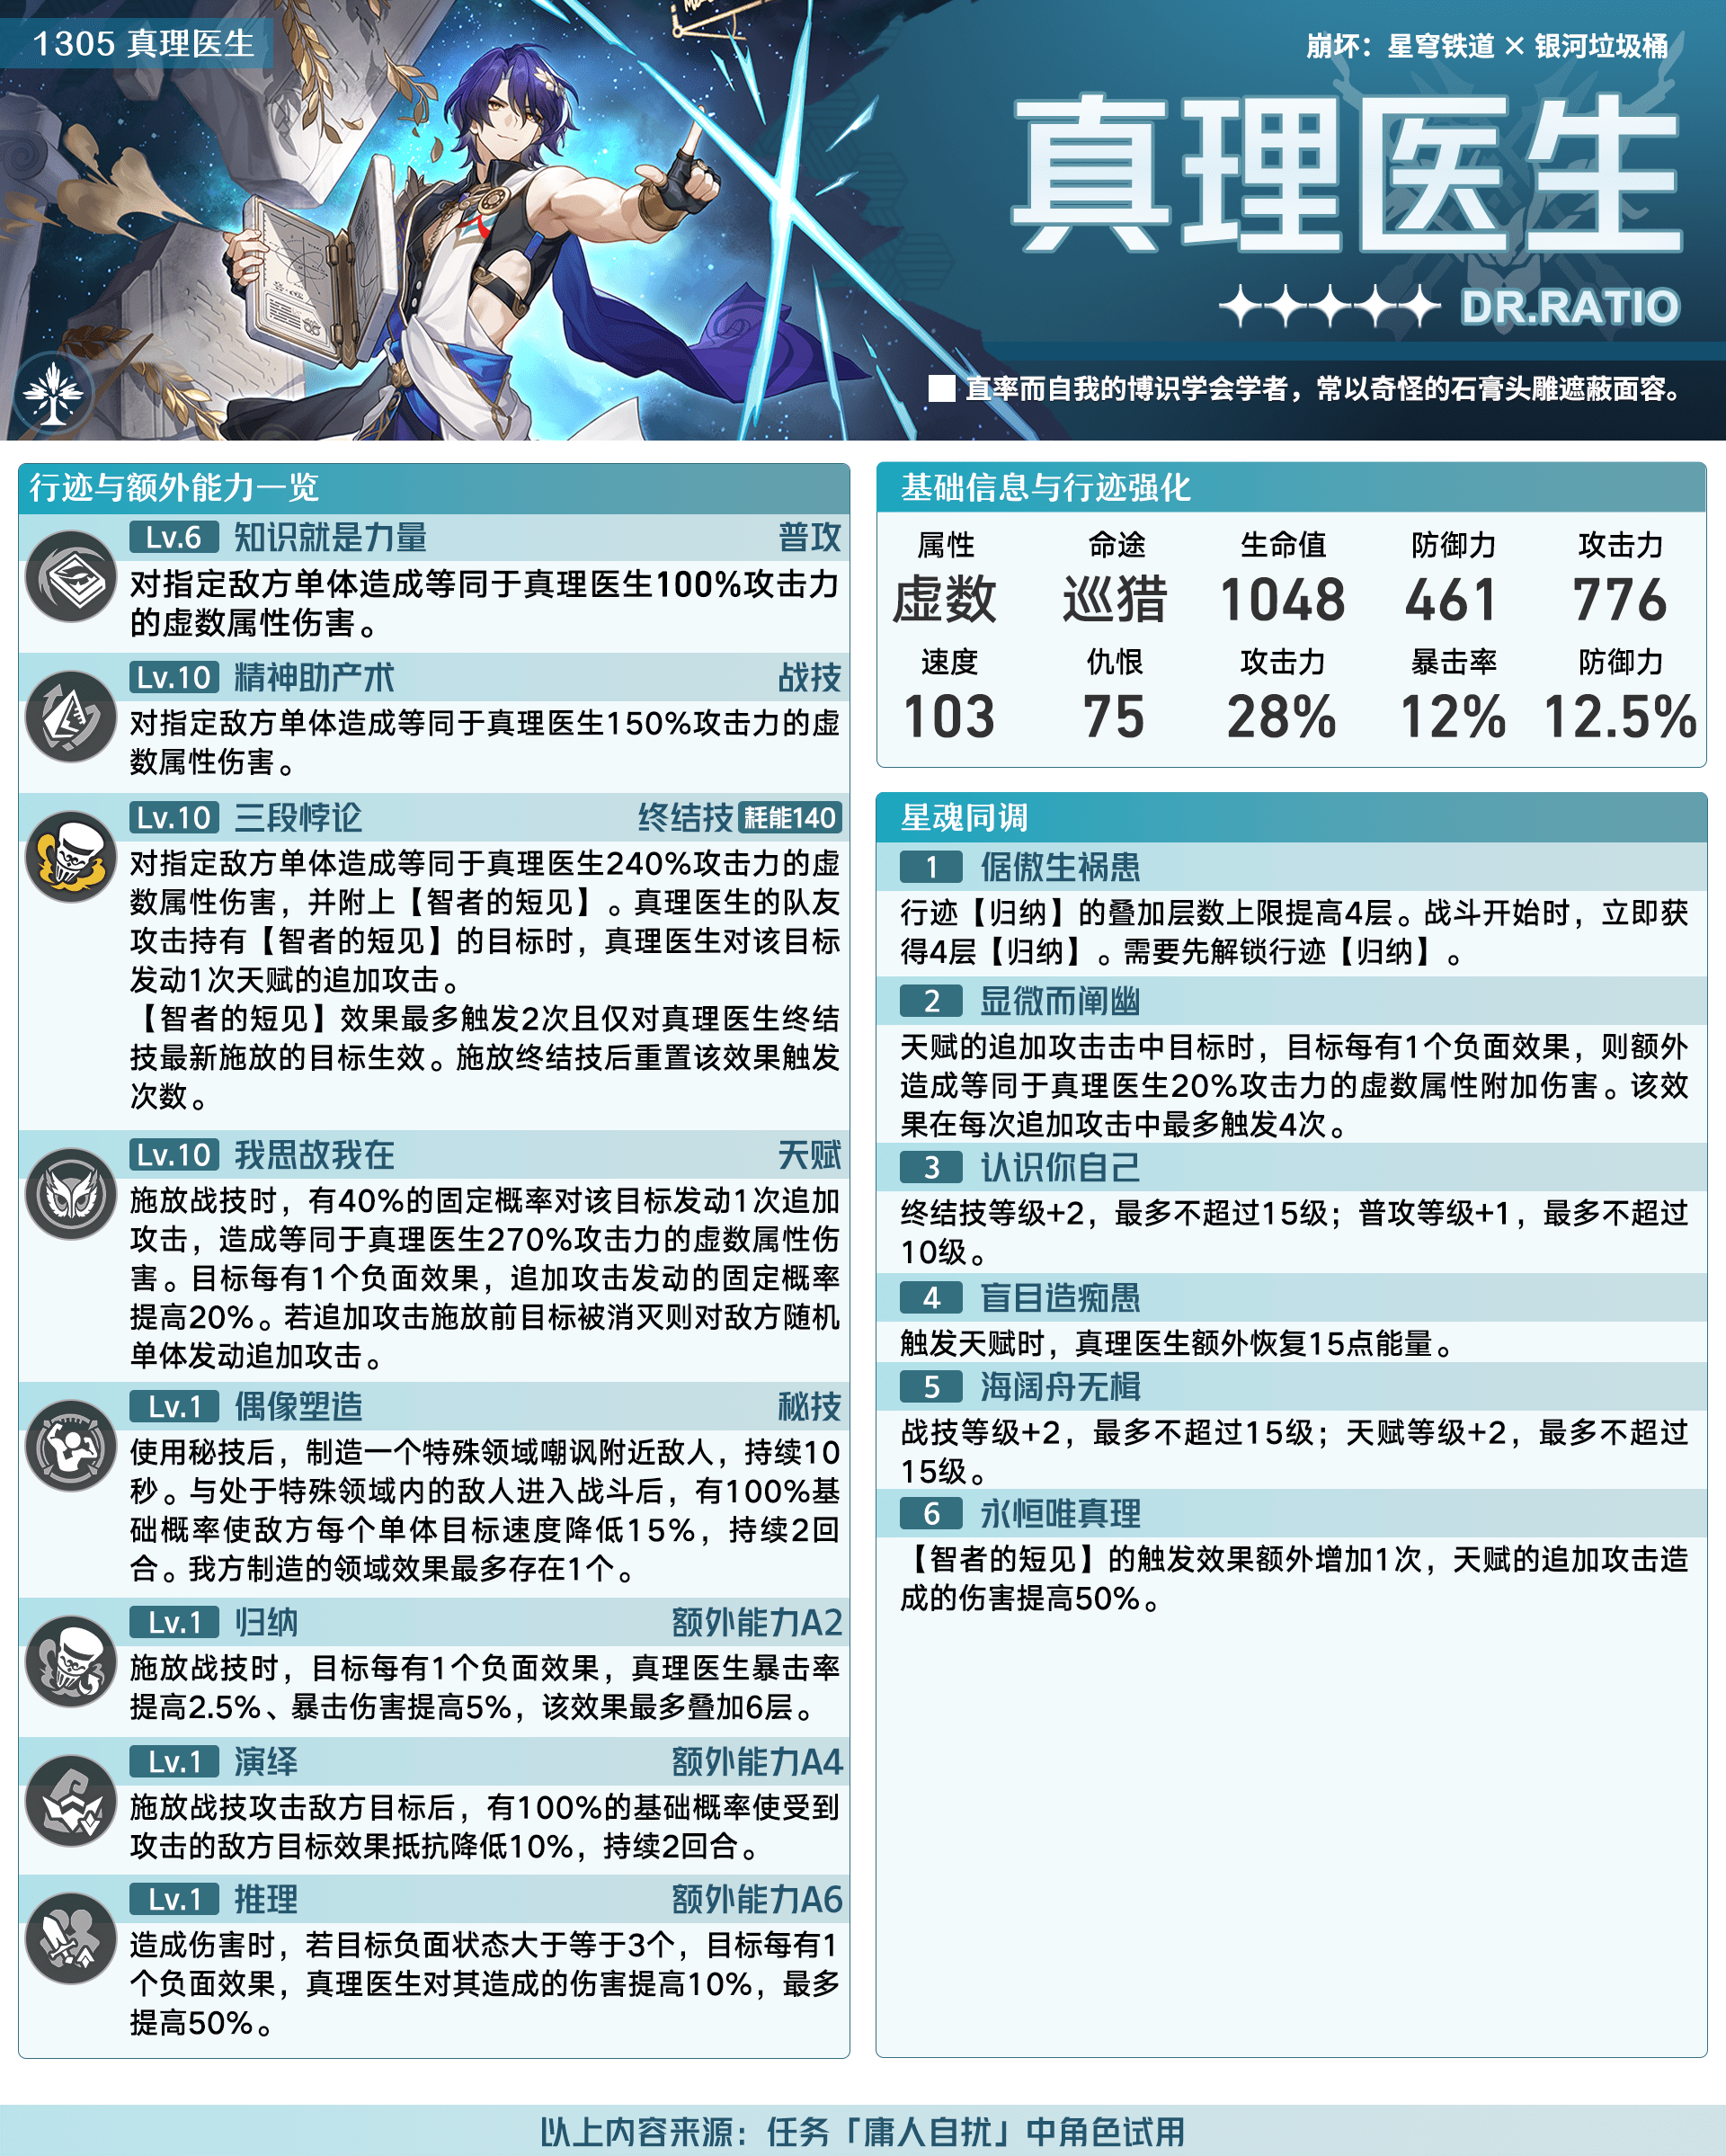 1305 真理医生
崩坏：星穹铁道 × 银河垃圾桶
真理医生
DR.RATIO
直率而自我的博识学会学者，常以奇怪的石膏头雕遮蔽面容。
行迹与额外能力一览
Lv.6 知识就是力量 普攻
对指定敌方单体造成等同于真理医生100%攻击力
的虚数属性伤害。
Lv.10 精神助产术 战技
对指定敌方单体造成等同于真理医生150%攻击力的虚
数属性伤害。
Lv.10 三段悖论 终结技 耗能140
对指定敌方单体造成等同于真理医生240%攻击力的虚
数属性伤害，并附上【智者的短见】。真理医生的队友
攻击持有【智者的短见】的目标时，真理医生对该目标
发动1次天赋的追加攻击。
【智者的短见】效果最多触发2次且仅对真理医生终结
技最新施放的目标生效。施放终结技后重置该效果触发
次数。
Lv.10 我思故我在 天赋
施放战技时，有40%的固定概率对该目标发动1次追加
攻击，造成等同于真理医生270%攻击力的虚数属性伤
害。目标每有1个负面效果，追加攻击发动的固定概率
提高20%。若追加攻击施放前目标被消灭则对敌方随机
单体发动追加攻击。
Lv.1 偶像塑造 秘技
使用秘技后，制造一个特殊领域嘲讽附近敌人，持续10
秒。与处于特殊领域内的敌人进入战斗后，有100%基
础概率使敌方每个单体目标速度降低15%，持续2回
合。我方制造的领域效果最多存在1个。
Lv.1 归纳 额外能力A2
施放战技时，目标每有1个负面效果，真理医生暴击率
提高2.5%、暴击伤害提高5%，该效果最多叠加6层。
Lv.1 演绎 额外能力A4
施放战技攻击敌方目标后，有100%的基础概率使受到
攻击的敌方目标效果抵抗降低10%，持续2回合。
Lv.1 推理 额外能力A6
造成伤害时，若目标负面状态大于等于3个，目标每有1
个负面效果，真理医生对其造成的伤害提高10%，最多
提高50%。
基础信息与行迹强化
属性 命途 生命值 防御力 攻击力
虚数 巡猎 1048 461 776
速度 仇恨 攻击力 暴击率 防御力
103 75 28% 12% 12.5%
星魂同调
1 倨傲生祸患
行迹【归纳】的叠加层数上限提高4层。战斗开始时，立即获
得4层【归纳】。需要先解锁行迹【归纳】。
2 显微而阐幽
天赋的追加攻击击中目标时，目标每有1个负面效果，则额外
造成等同于真理医生20%攻击力的虚数属性附加伤害。该效
果在每次追加攻击中最多触发4次。
3 认识你自己
终结技等级+2，最多不超过15级；普攻等级+1，最多不超过
10级。
4 盲目造痴愚
触发天赋时，真理医生额外恢复15点能量。
5 海阔舟无楫
战技等级+2，最多不超过15级；天赋等级+2，最多不超过
15级。
6 永恒唯真理
【智者的短见】的触发效果额外增加1次，天赋的追加攻击造
成的伤害提高50%。
以上内容来源：任务「庸人自扰」中角色试用